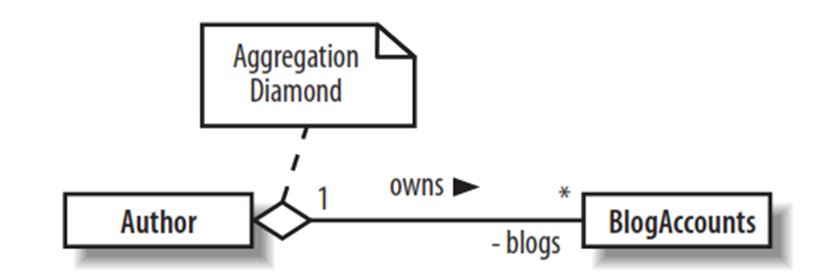 Aggregation
Diamond
Author
1
owns ►
*
- blogs
BlogAccounts